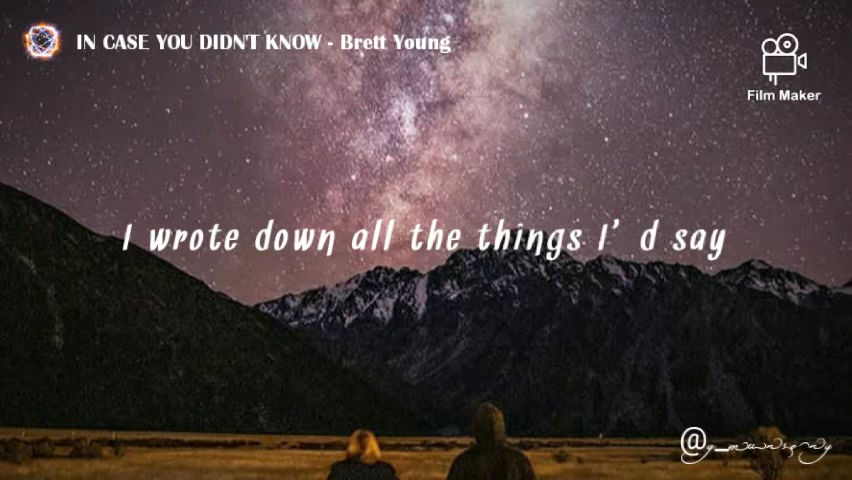 IN CASE YOU DIDN'T KNOW - Brett Young
Film Maker
I wrote down all the things I'd say